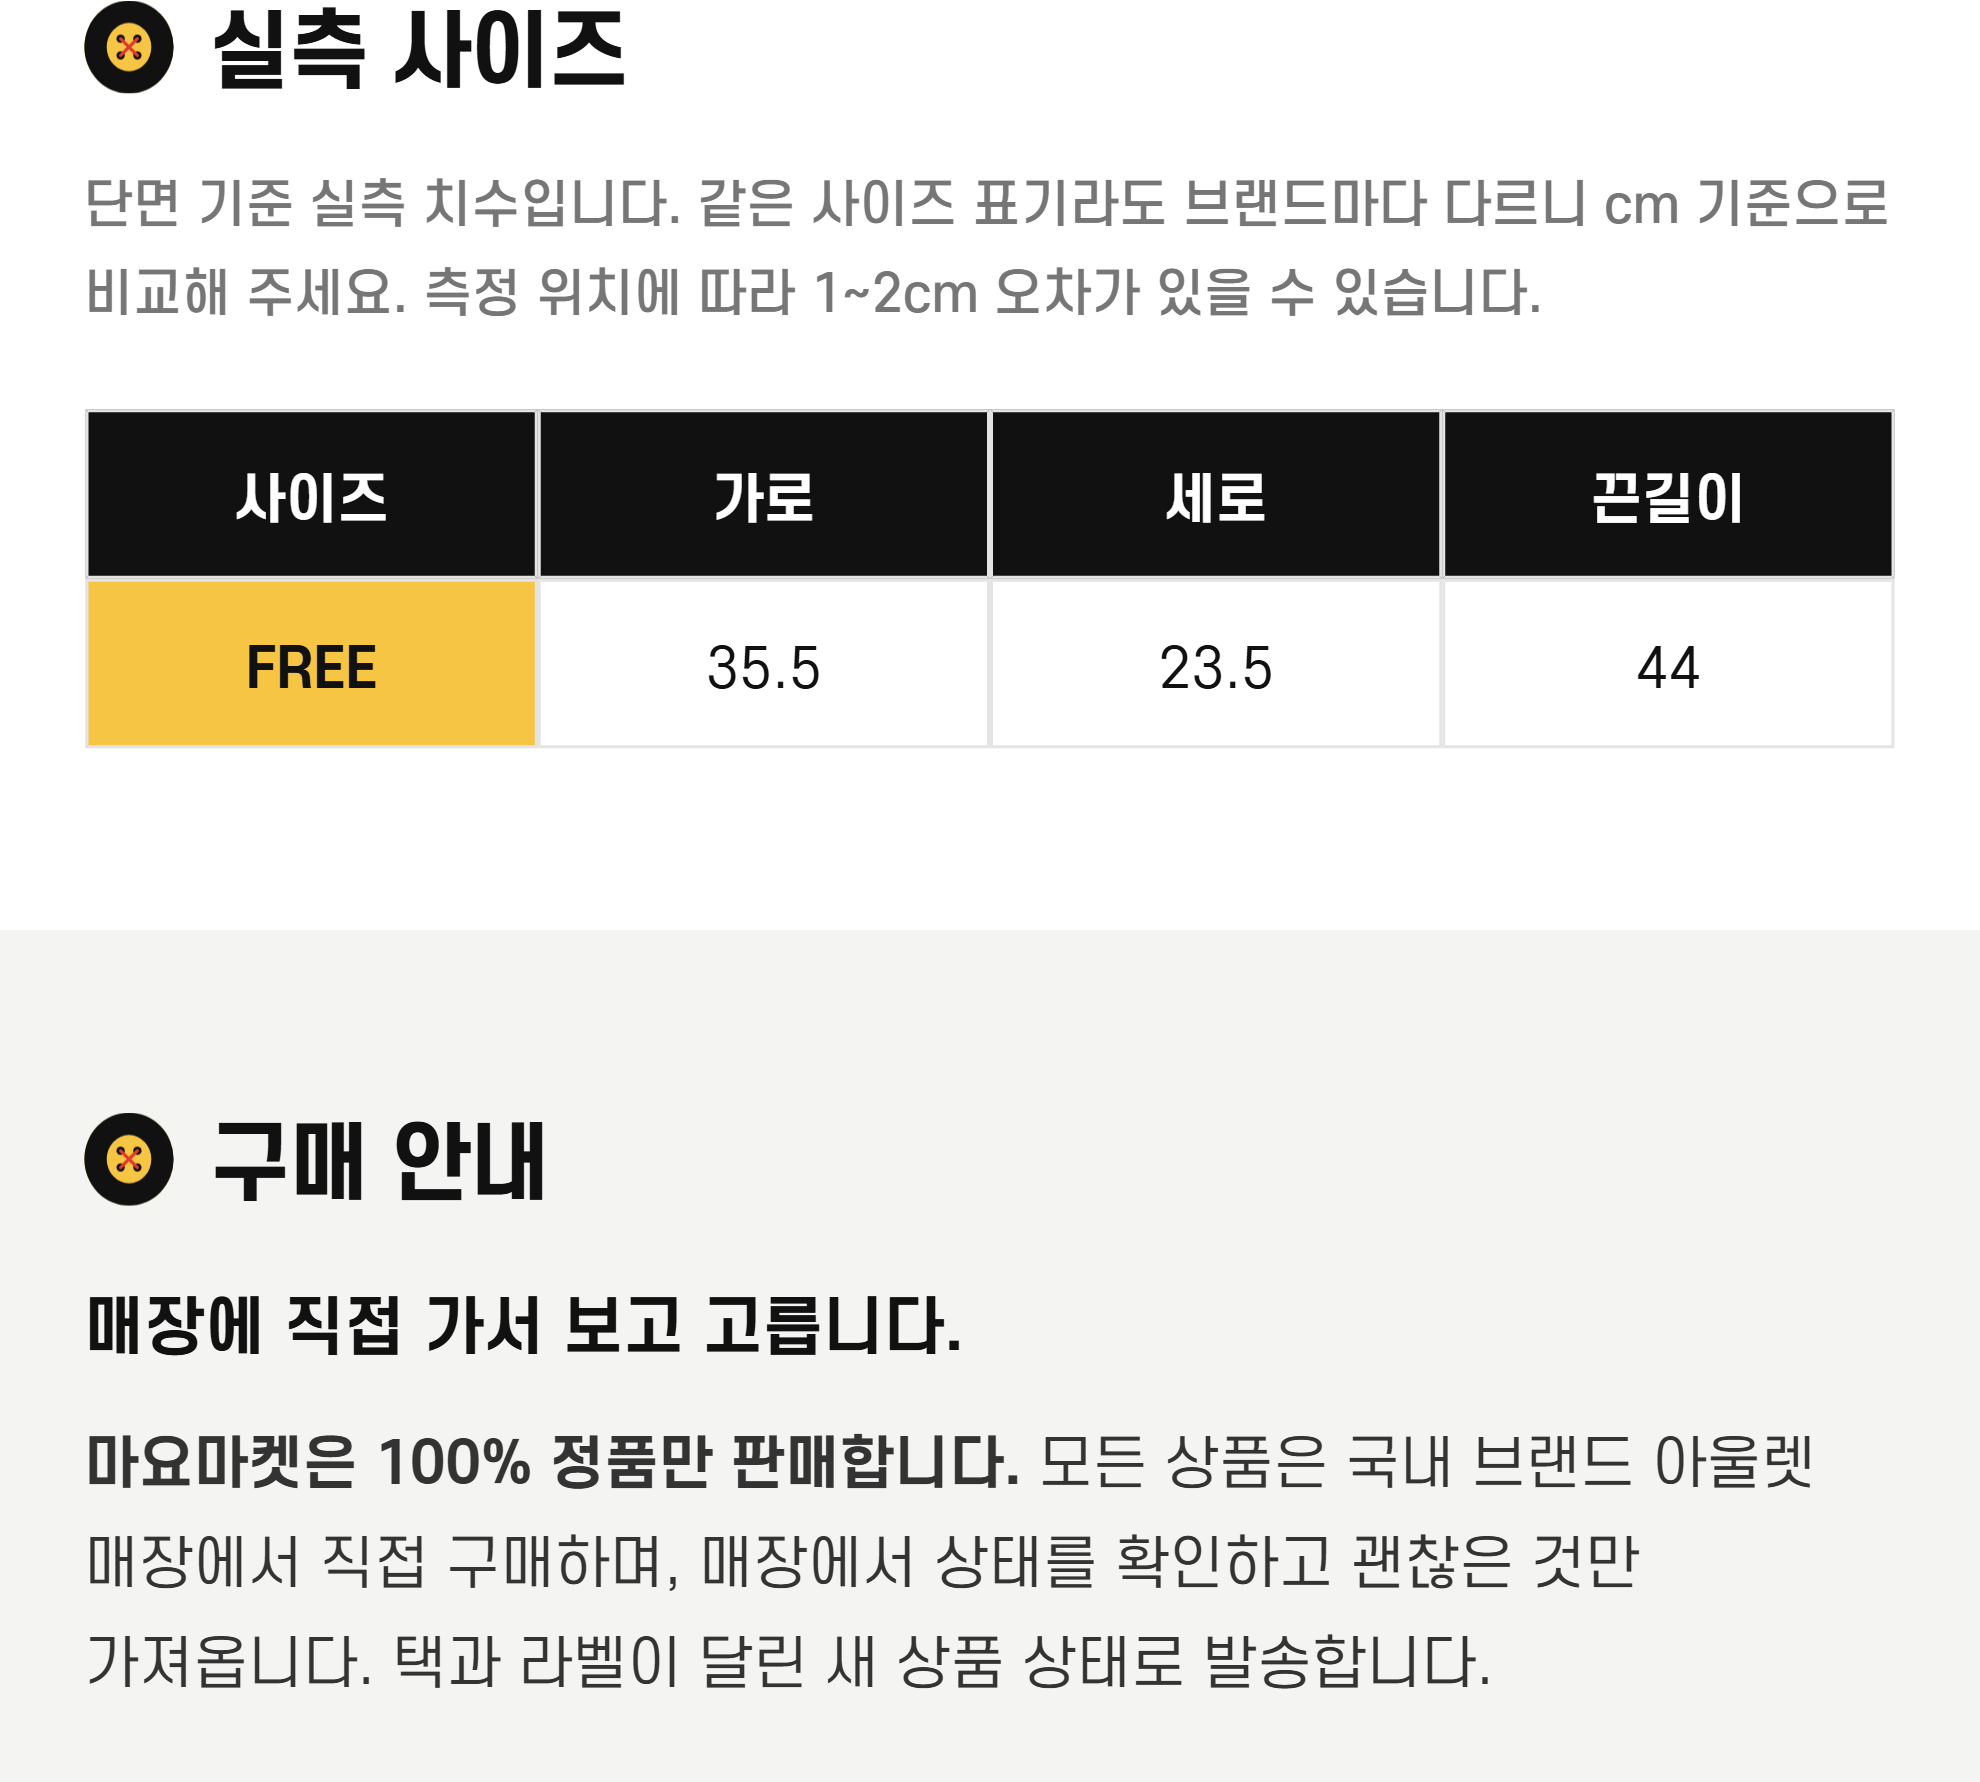 실측 사이즈
단면 기준 실측 치수입니다. 같은 사이즈 표기라도 브랜드마다 다르니 cm 기준으로
비교해 주세요. 측정 위치에 따라 1~2cm 오차가 있을 수 있습니다.
사이즈 가로 세로 끈길이
FREE 35.5 23.5 44
구매 안내
매장에 직접 가서 보고 고릅니다.
마요마켓은 100% 정품만 판매합니다. 모든 상품은 국내 브랜드 아울렛
매장에서 직접 구매하며, 매장에서 상태를 확인하고 괜찮은 것만
가져옵니다. 택과 라벨이 달린 새 상품 상태로 발송합니다.